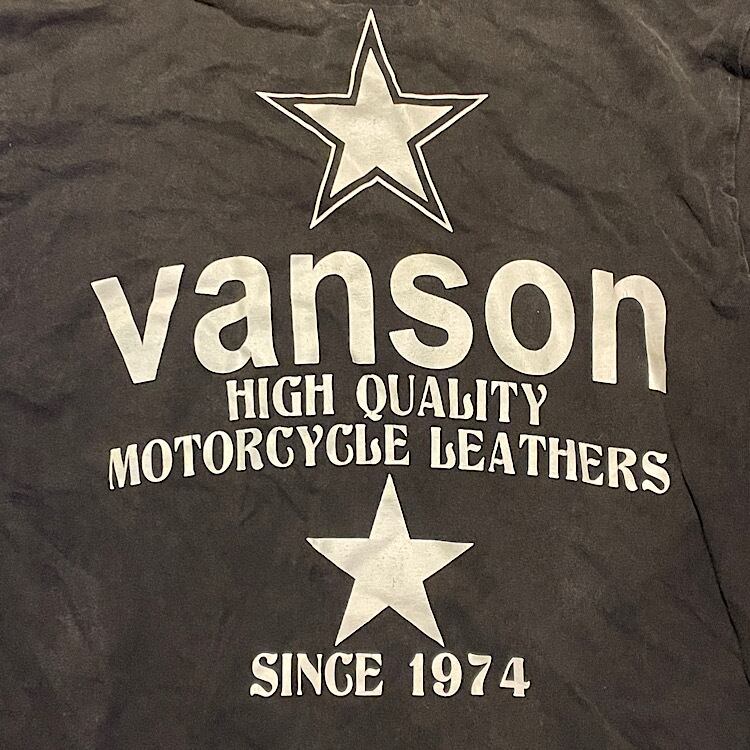 vanson
HIGH QUALITY
MOTORCYCLE LEATHERS
SINCE 1974